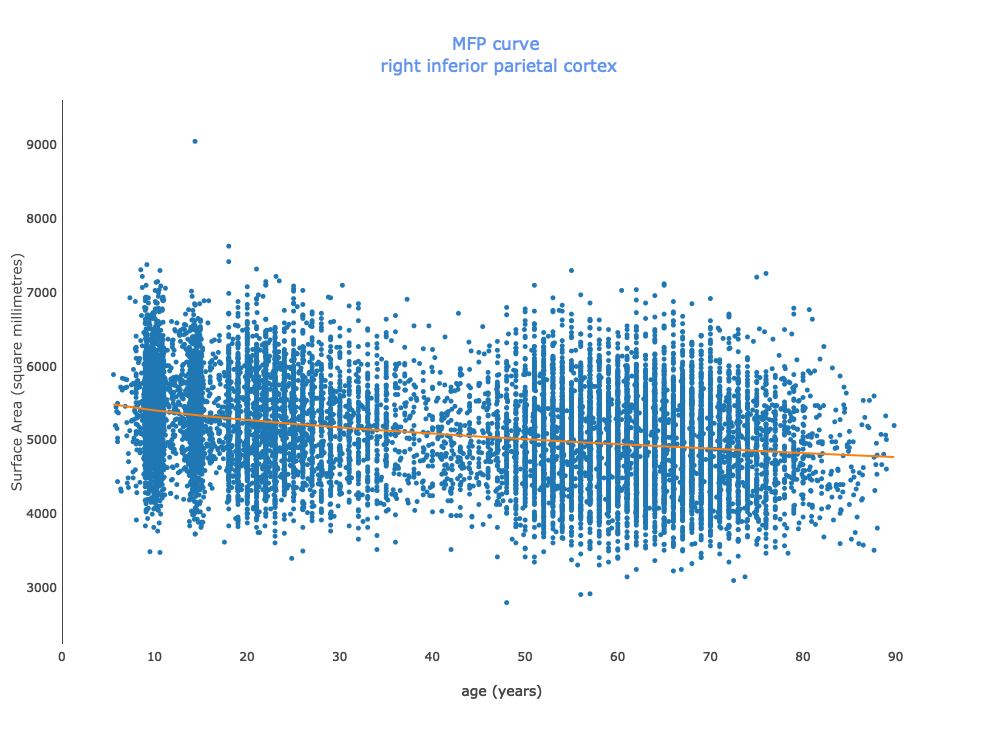 MFP curve
right inferior parietal cortex
Surface Area (square millimetres)
9000
8000
7000
6000
5000
4000
3000
0 10 20 30 40 50 60 70 80 90
age (years)